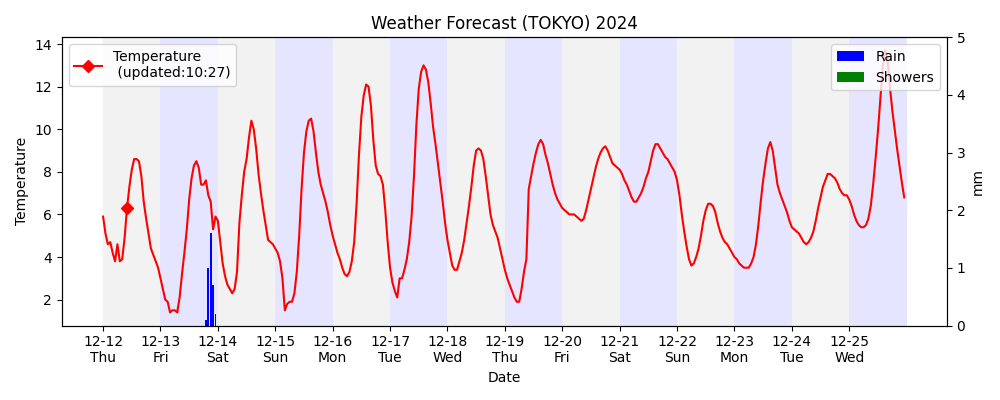 Weather Forecast (TOKYO) 2024
Temperature
(updated:10:27)
Rain
Showers
14
12
10
8
6
4
2
Temperature
5
4
3
2
1
0
mm
12-12 12-13 12-14 12-15 12-16 12-17 12-18 12-19 12-20 12-21 12-22 12-23 12-24 12-25
Thu Fri Sat Sun Mon Tue Wed Thu Fri Sat Sun Mon Tue Wed
Date